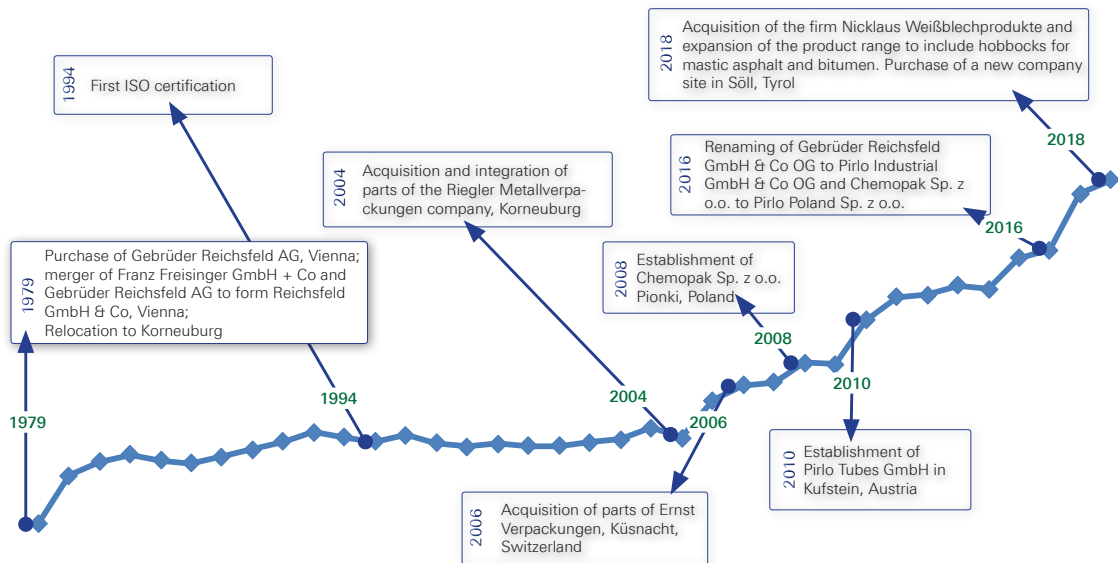 2018
Acquisition of the firm Nicklaus Weißblechprodukte and
expansion of the product range to include hobbocks for
mastic asphalt and bitumen. Purchase of a new company
site in Söll, Tyrol
1994
First ISO certification
2018
2016
Renaming of Gebrüder Reichsfeld
GmbH & Co OG to Pirlo Industrial
GmbH & Co OG and Chemopak Sp. z
o.o. to Pirlo Poland Sp. z o.o.
2004
Acquisition and integration of
parts of the Riegler Metallverpa-
ckungen company, Korneuburg
2016
1979
Purchase of Gebrüder Reichsfeld AG, Vienna;
merger of Franz Freisinger GmbH + Co and
Gebrüder Reichsfeld AG to form Reichsfeld
GmbH & Co, Vienna;
Relocation to Korneuburg
2008
Establishment of
Chemopak Sp. z o.o.
Pionki, Poland
2008
2010
1994
2004
2006
1979
2010
Establishment of
Pirlo Tubes GmbH in
Kufstein, Austria
2006
Acquisition of parts of Ernst
Verpackungen, Küsnacht,
Switzerland